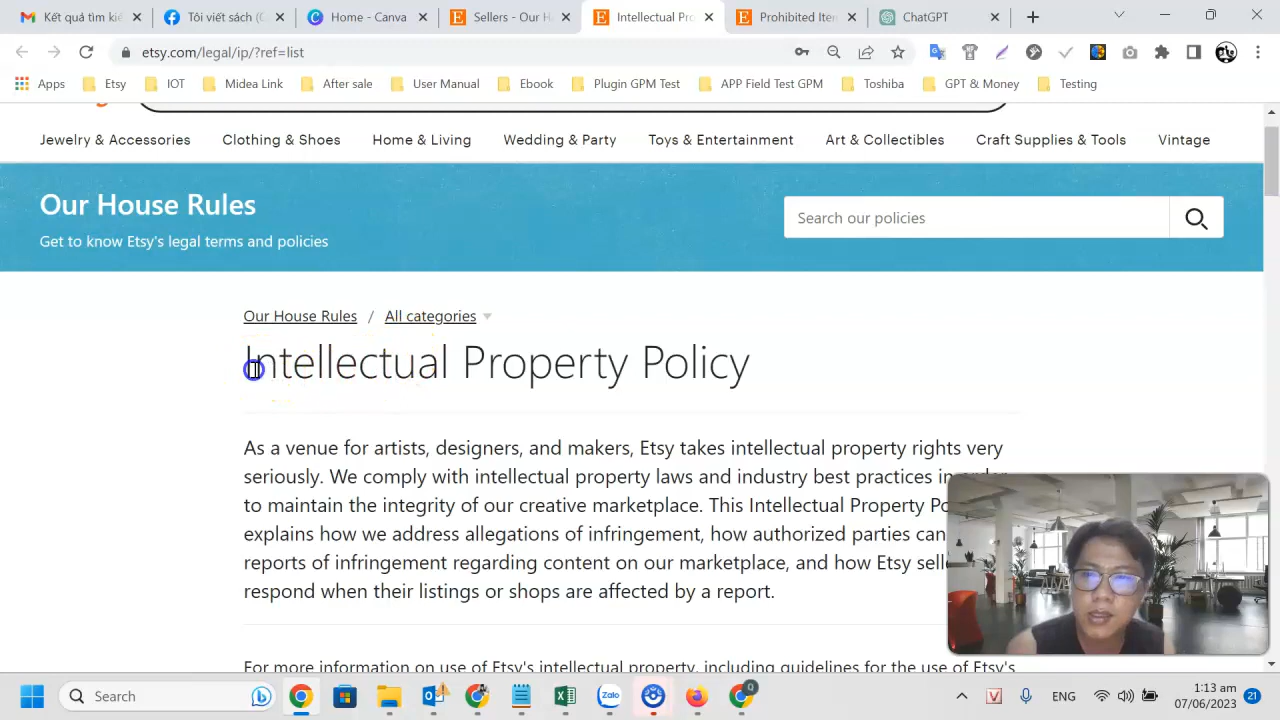 Kết quả tìm kiế
Tôi viết sách (
Home - Canva
Sellers - Our H
Intellectual Pro
Prohibited Iten
ChatGPT
etsy.com/legal/ip/?ref=list
Apps
Etsy
IOT
Midea Link
After sale
User Manual
Ebook
Plugin GPM Test
APP Field Test GPM
Toshiba
GPT & Money
Testing
Jewelry & Accessories
Clothing & Shoes
Home & Living
Wedding & Party
Toys & Entertainment
Art & Collectibles
Craft Supplies & Tools
Vintage
Our House Rules
Get to know Etsy's legal terms and policies
Search our policies
Our House Rules / All categories
Intellectual Property Policy
As a venue for artists, designers, and makers, Etsy takes intellectual property rights very
seriously. We comply with intellectual property laws and industry best practices in order
to maintain the integrity of our creative marketplace. This Intellectual Property Po
explains how we address allegations of infringement, how authorized parties can
reports of infringement regarding content on our marketplace, and how Etsy sell
respond when their listings or shops are affected by a report.
For more information on use of Etsy's intellectual property, including guidelines for the use of Etsy's
Search
Zalo
Q
V
ENG
1:13 am
07/06/2023
21